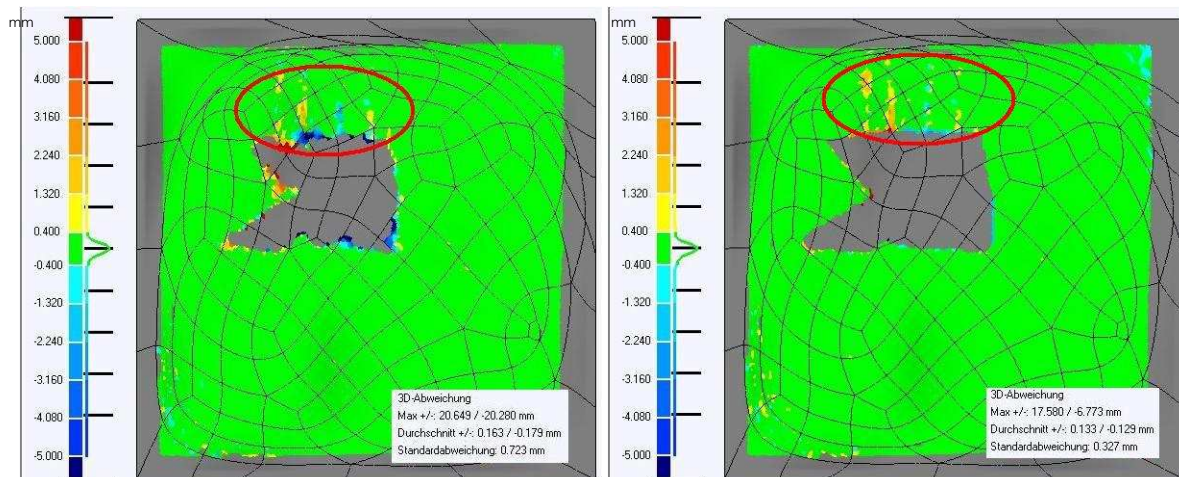 mm
5.000
4.080
3.160
2.240
1.320
0.400
-0.400
-1.320
-2.240
-3.160
-4.080
-5.000
3D-Abweichung
Max +/-: 20.649 / -20.280 mm
Durchschnitt +/-: 0.163 / -0.179 mm
Standardabweichung: 0.723 mm
mm
5.000
4.080
3.160
2.240
1.320
0.400
-0.400
-1.320
-2.240
-3.160
-4.080
-5.000
3D-Abweichung
Max +/-: 17.580 / -6.773 mm
Durchschnitt +/-: 0.133 / -0.129 mm
Standardabweichung: 0.327 mm